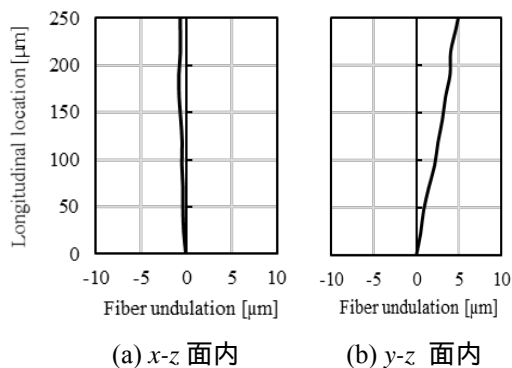 Longitudinal location [μm]
250
200
150
100
50
0
-10 -5 0 5 10
Fiber undulation [μm]
(a) x-z 面内
-10 -5 0 5 10
Fiber undulation [μm]
(b) y-z 面内